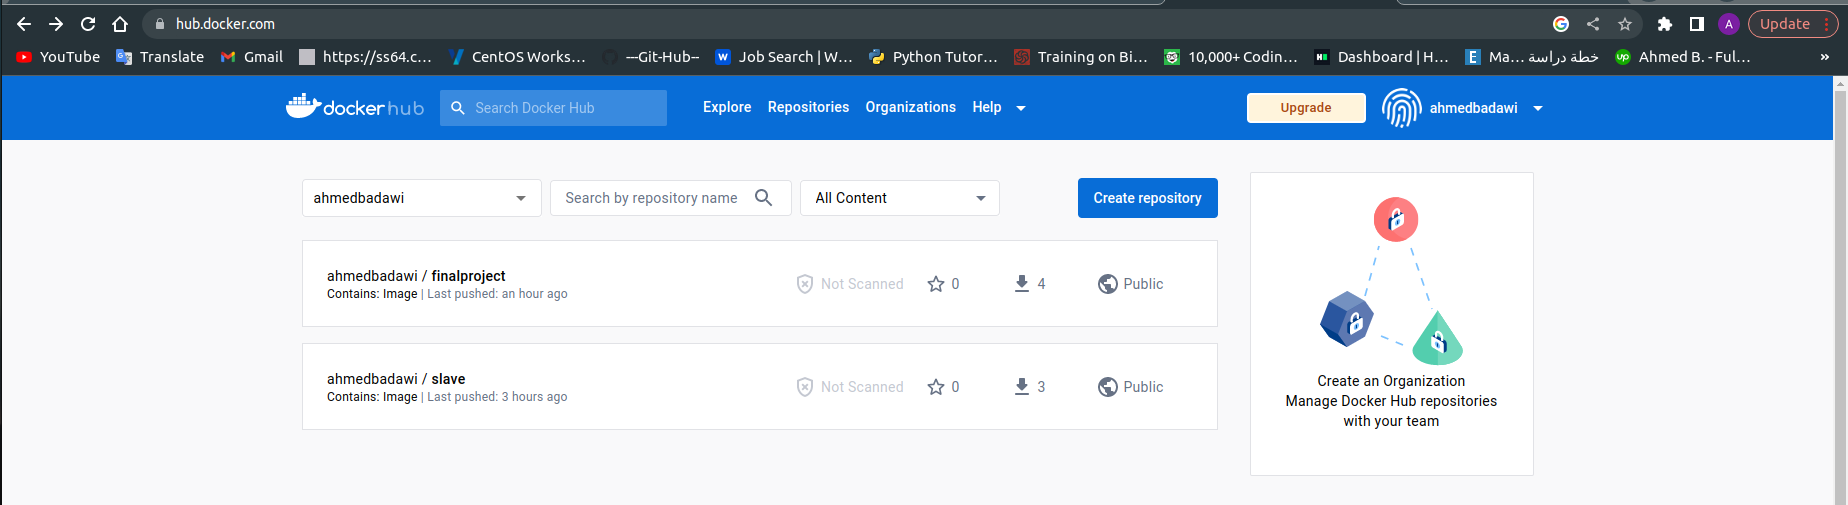 hub.docker.com
Update
YouTube Translate Gmail https://ss64.c... CentOS Works... ---Git-Hub-- Job Search | W... Python Tutor... Training on Bi... 10,000+ Codin... Dashboard | H... Ma... خطة دراسة Ahmed B. - Ful... »
docker hub Search Docker Hub Explore Repositories Organizations Help Upgrade ahmedbadawi
ahmedbadawi Search by repository name All Content Create repository
ahmedbadawi / finalproject
Contains: Image | Last pushed: an hour ago
Not Scanned 0 4 Public
ahmedbadawi / slave
Contains: Image | Last pushed: 3 hours ago
Not Scanned 0 3 Public
Create an Organization
Manage Docker Hub repositories
with your team